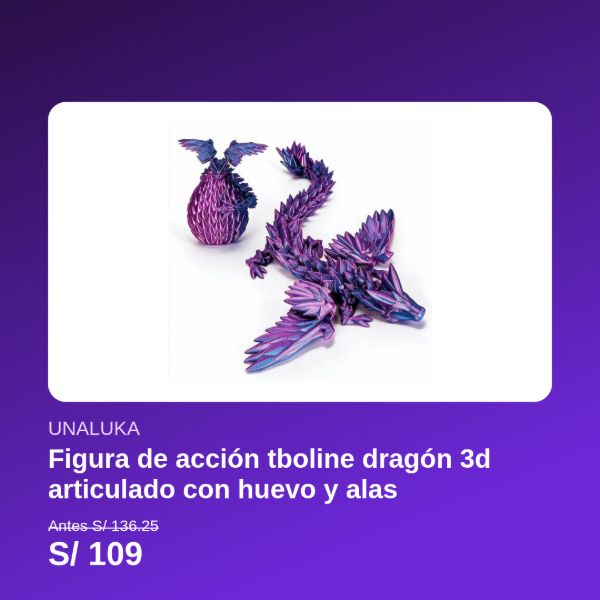 UNALUKA
Figura de acción tboline dragón 3d
articulado con huevo y alas
Antes S/ 136.25
S/ 109